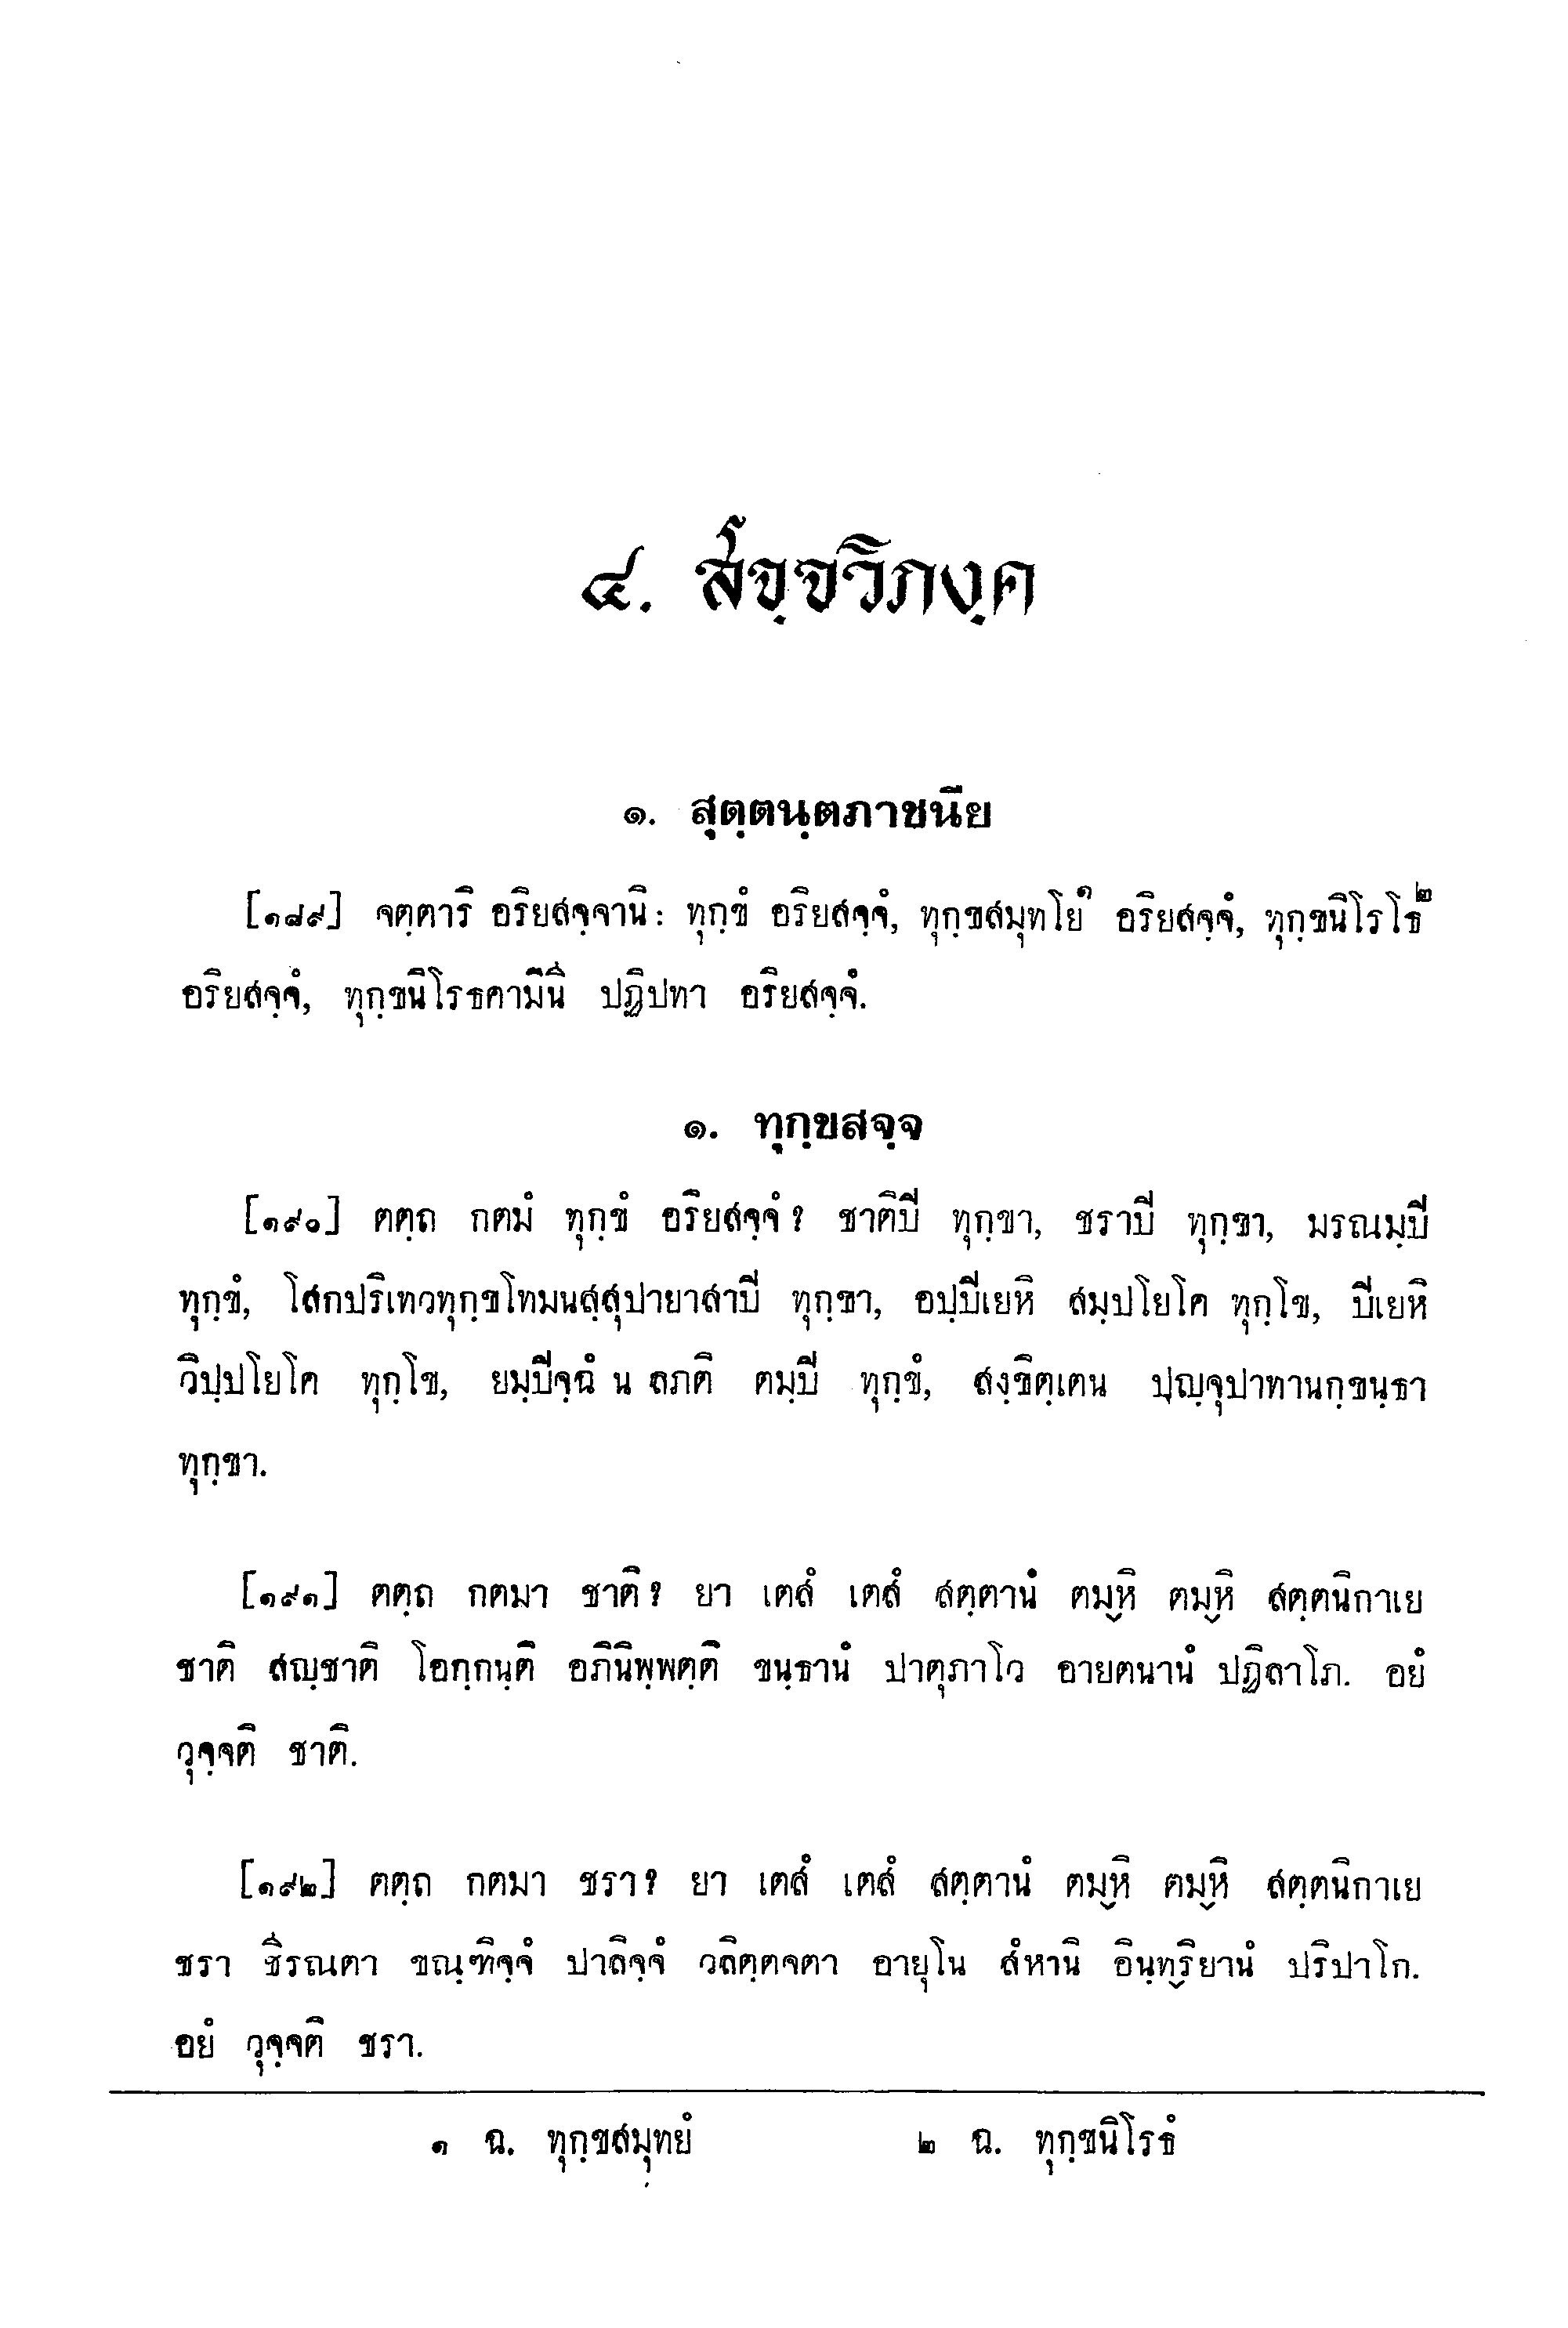 ๔. สจฺจวิภงฺค
๑. สุตฺตนฺตภาชนีย
[๑๘๙] จตฺตาริ อริยสจฺจานิ: ทุกฺขํ อริยสจฺจํ, ทุกฺขสมุทโย๑ อริยสจฺจํ, ทุกฺขนิโรโธ๒
อริยสจฺจํ, ทุกฺขนิโรธคามินี ปฏิปทา อริยสจฺจํ.
๑. ทุกฺขสจฺจ
[๑๙๐] ตตฺถ กตมํ ทุกฺขํ อริยสจฺจํ? ชาติปิ ทุกฺขา, ชราปิ ทุกฺขา, มรณมฺปิ
ทุกฺขํ, โสกปริเทวทุกฺขโทมนสฺสุปายาสาปิ ทุกฺขา, อปฺปิเยหิ สมฺปโยโค ทุกฺโข, ปิเยหิ
วิปฺปโยโค ทุกฺโข, ยมฺปิจฺฉํ น ลภติ ตมฺปิ ทุกฺขํ, สงฺขิตฺเตน ปญฺจุปาทานกฺขนฺธา
ทุกฺขา.
[๑๙๑] ตตฺถ กตมา ชาติ? ยา เตสํ เตสํ สตฺตานํ ตมฺหิ ตมฺหิ สตฺตนิกาเย
ชาติ สญฺชาติ โอกฺกนฺติ อภินิพฺพตฺติ ขนฺธานํ ปาตุภาโว อายตนานํ ปฏิลาโภ. อยํ
วุจฺจติ ชาติ.
[๑๙๒] ตตฺถ กตมา ชรา? ยา เตสํ เตสํ สตฺตานํ ตมฺหิ ตมฺหิ สตฺตนิกาเย
ชรา ชีรณตา ขณฺฑิจฺจํ ปาลิจฺจํ วลิตฺตจตา อายุโน สํหานิ อินฺทฺริยานํ ปริปาโก.
อยํ วุจฺจติ ชรา.
๑ ฉ. ทุกฺขสมุทยํ ๒ ฉ. ทุกฺขนิโรธํ